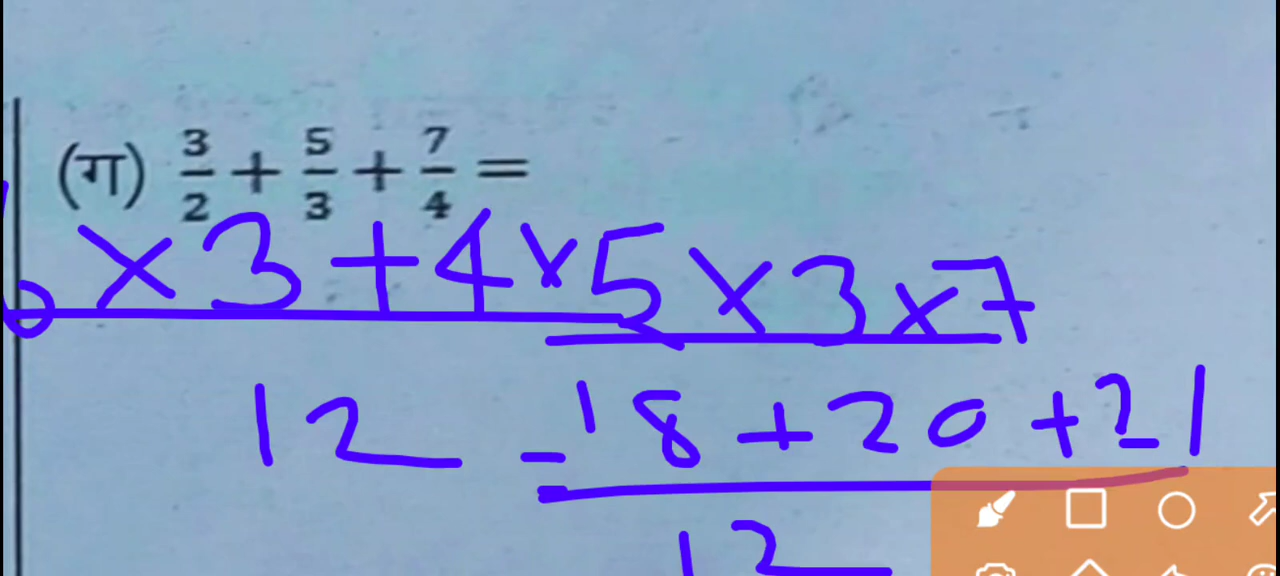 (ग) 3/2 + 5/3 + 7/4 =
6 × 3 + 4 × 5 × 3 × 7
12 = 18 + 20 + 21
12